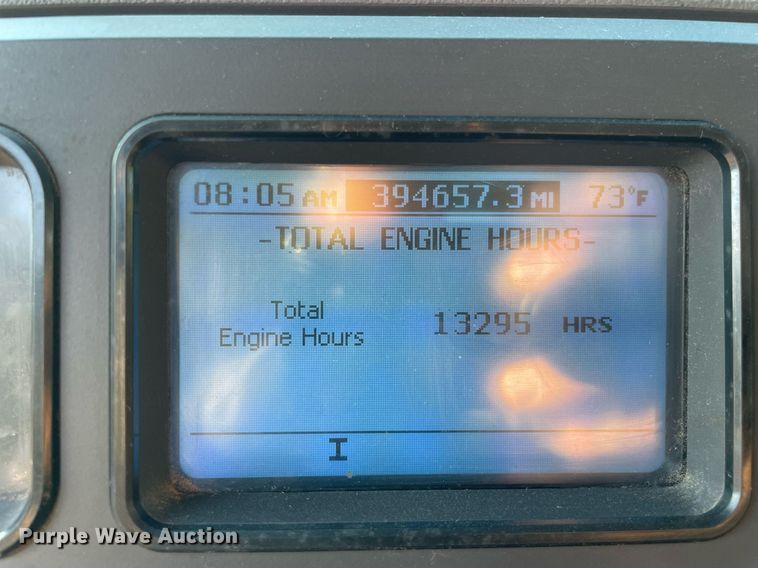 08:05 AM 394657.3 MI 73°F
-TOTAL ENGINE HOURS-
Total
Engine Hours 13295 HRS
I
Purple Wave Auction